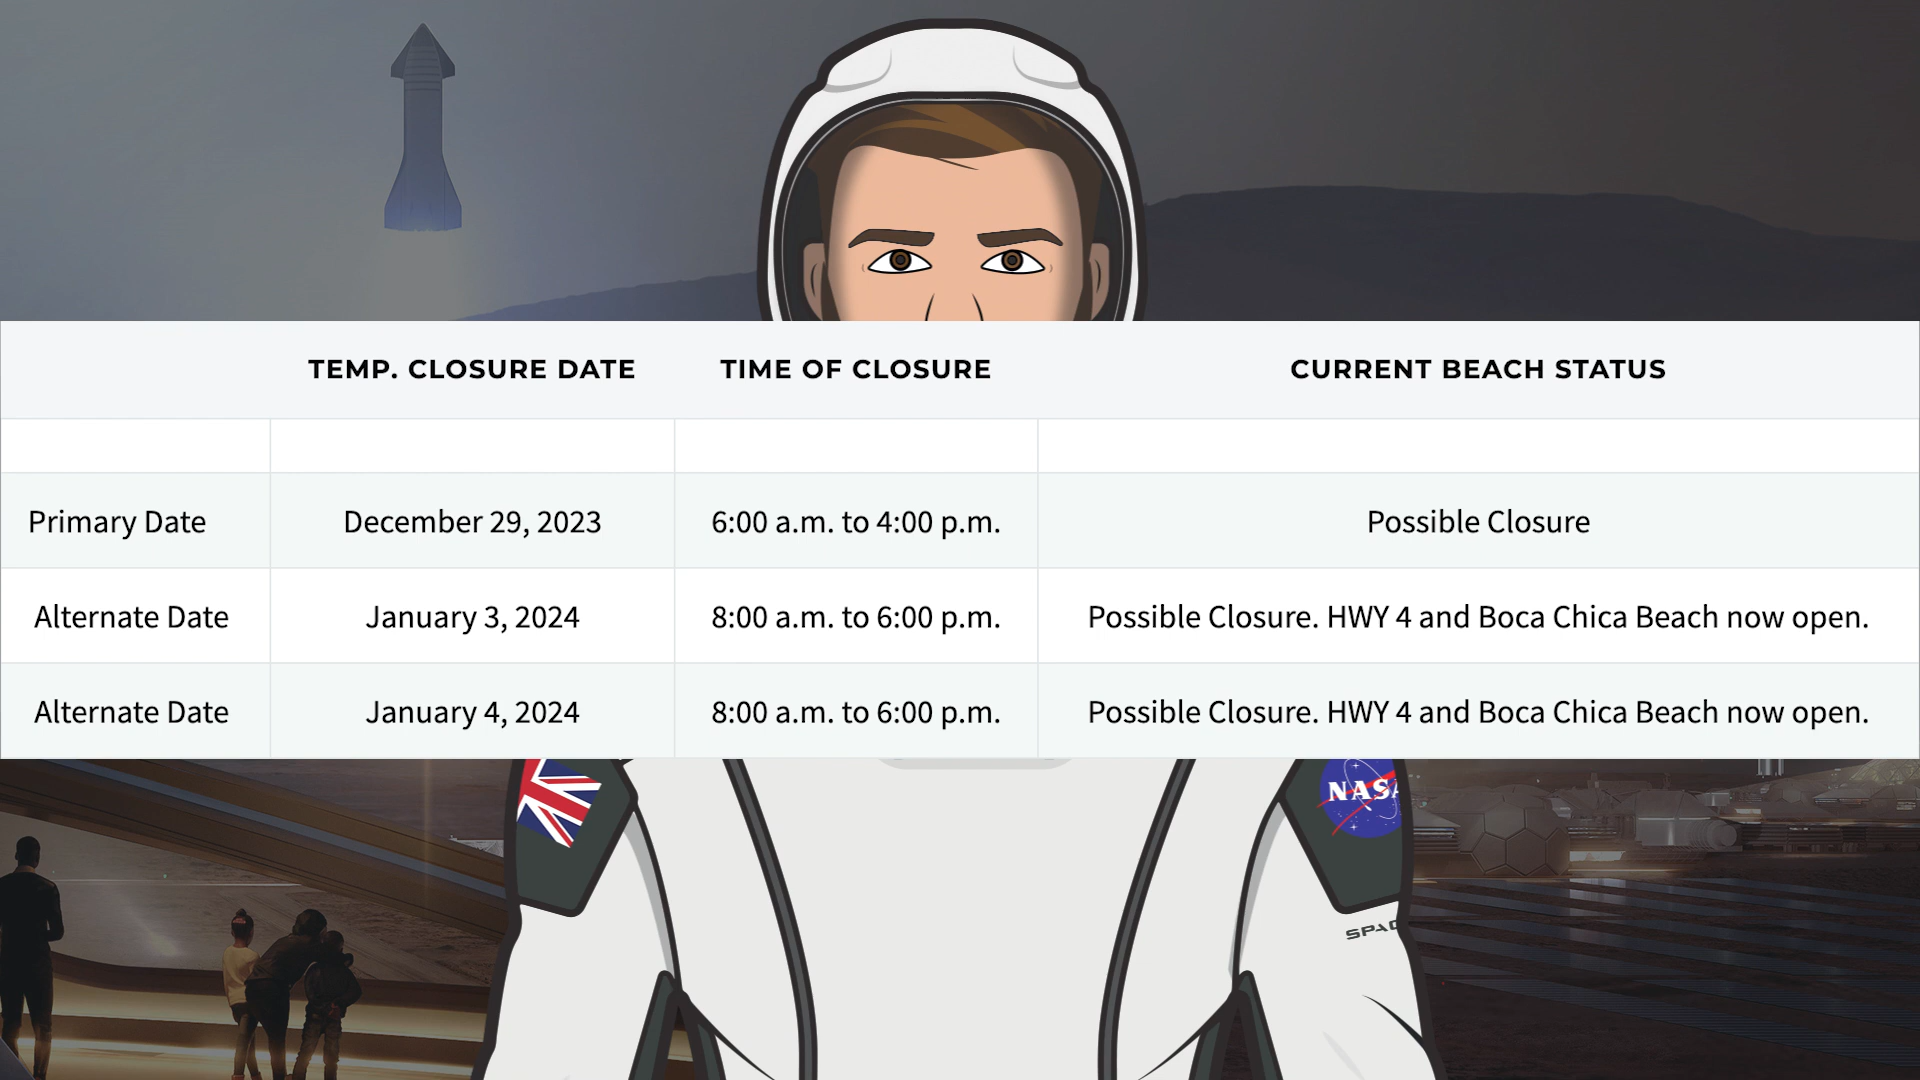 TEMP. CLOSURE DATE TIME OF CLOSURE CURRENT BEACH STATUS
Primary Date December 29, 2023 6:00 a.m. to 4:00 p.m. Possible Closure
Alternate Date January 3, 2024 8:00 a.m. to 6:00 p.m. Possible Closure. HWY 4 and Boca Chica Beach now open.
Alternate Date January 4, 2024 8:00 a.m. to 6:00 p.m. Possible Closure. HWY 4 and Boca Chica Beach now open.
NASA
SPAC